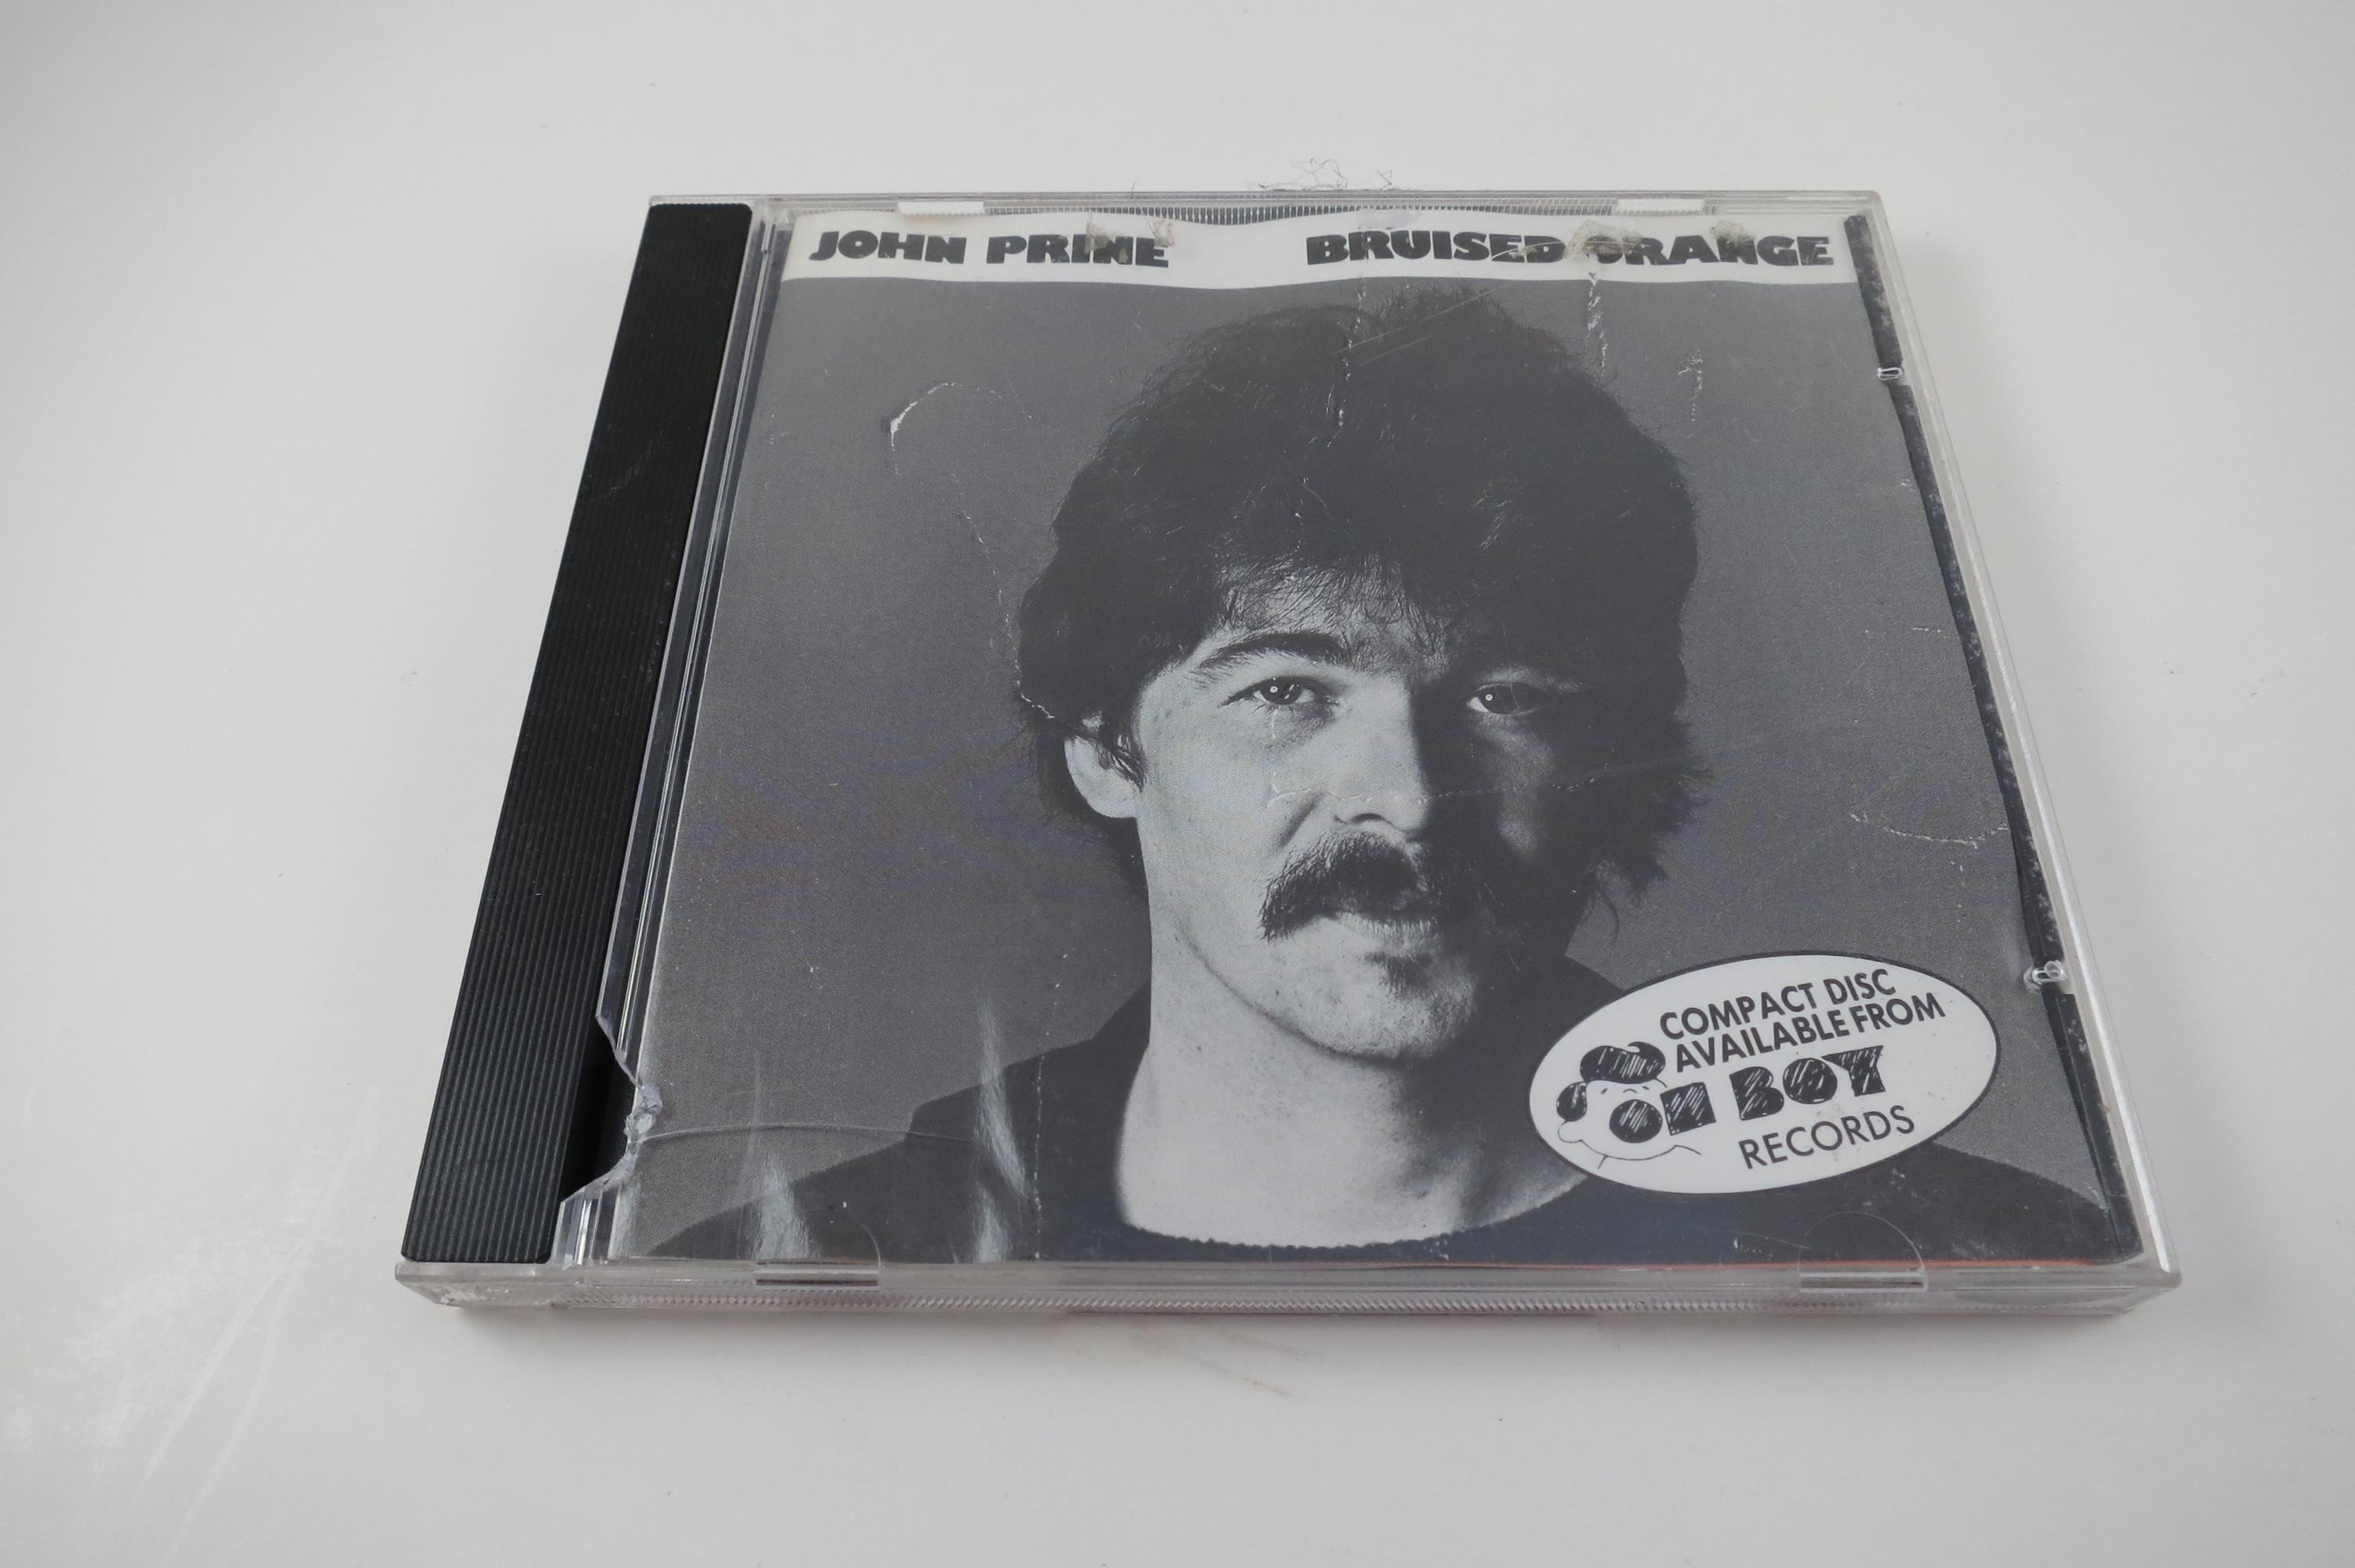 JOHN PRINE BRUISED ORANGE
COMPACT DISC
AVAILABLE FROM
OH BOY
RECORDS